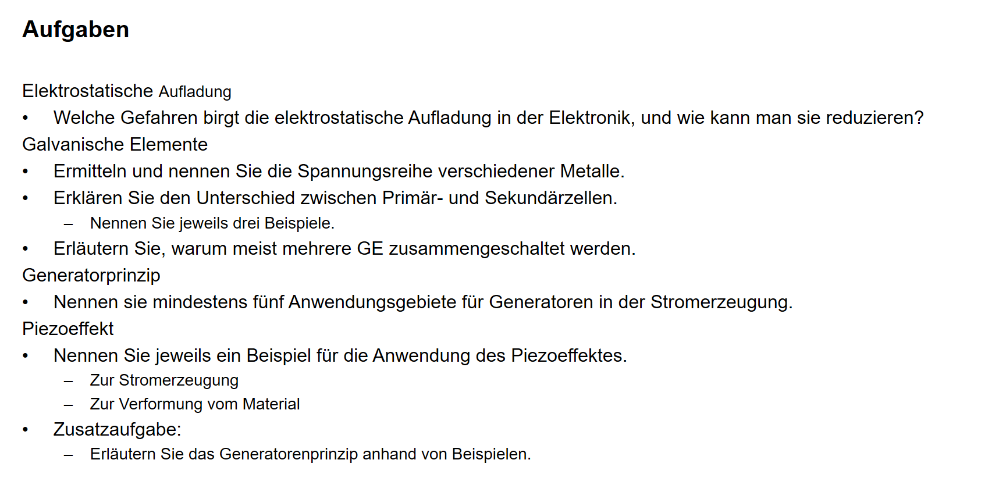 Aufgaben
Elektrostatische Aufladung
• Welche Gefahren birgt die elektrostatische Aufladung in der Elektronik, und wie kann man sie reduzieren?
Galvanische Elemente
• Ermitteln und nennen Sie die Spannungsreihe verschiedener Metalle.
• Erklären Sie den Unterschied zwischen Primär- und Sekundärzellen.
– Nennen Sie jeweils drei Beispiele.
• Erläutern Sie, warum meist mehrere GE zusammengeschaltet werden.
Generatorprinzip
• Nennen sie mindestens fünf Anwendungsgebiete für Generatoren in der Stromerzeugung.
Piezoeffekt
• Nennen Sie jeweils ein Beispiel für die Anwendung des Piezoeffektes.
– Zur Stromerzeugung
– Zur Verformung vom Material
• Zusatzaufgabe:
– Erläutern Sie das Generatorenprinzip anhand von Beispielen.